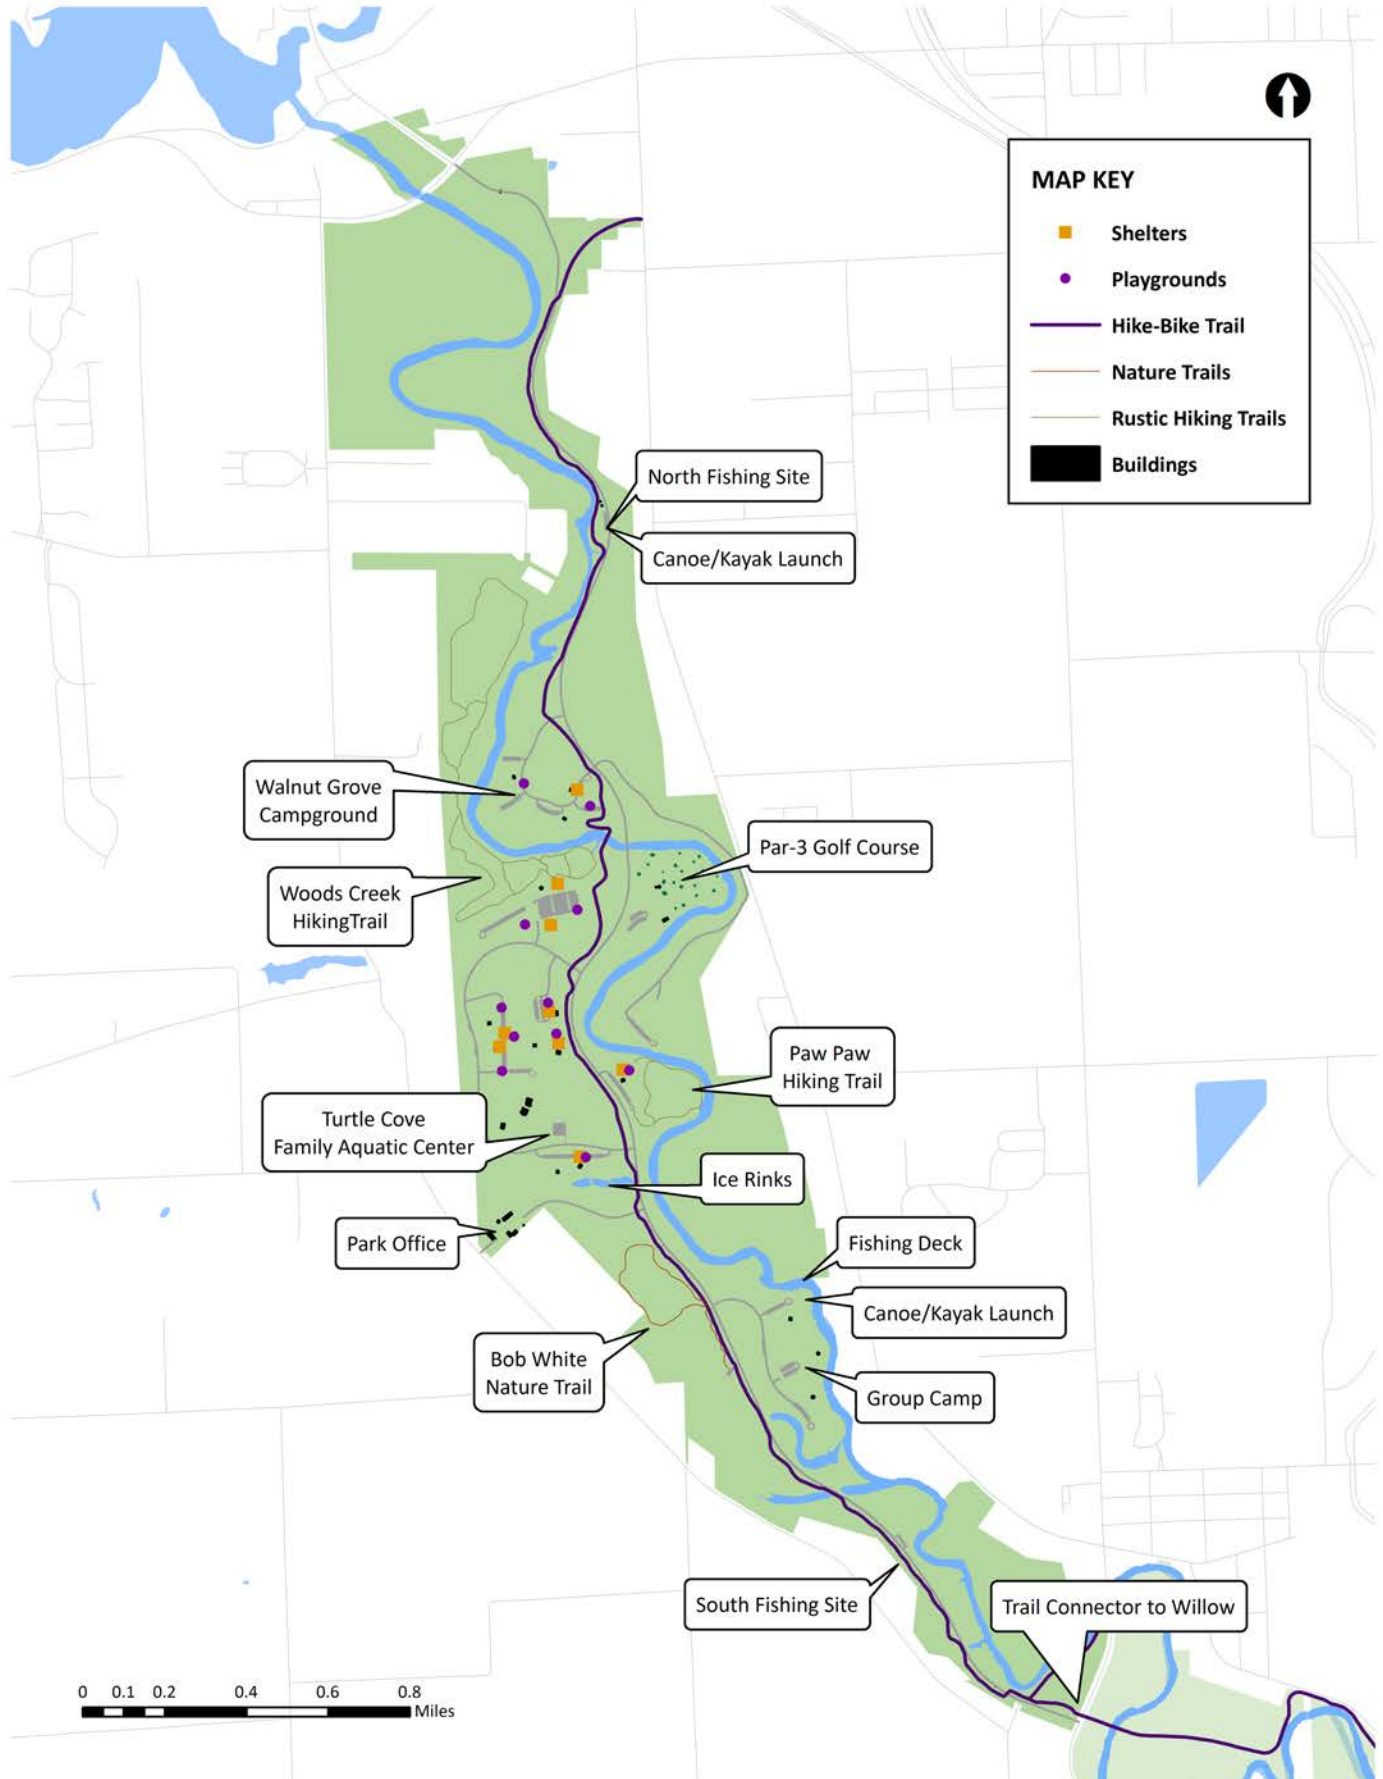 MAP KEY
Shelters
Playgrounds
Hike-Bike Trail
Nature Trails
Rustic Hiking Trails
Buildings
North Fishing Site
Canoe/Kayak Launch
Walnut Grove
Campground
Par-3 Golf Course
Woods Creek
HikingTrail
Paw Paw
Hiking Trail
Turtle Cove
Family Aquatic Center
Ice Rinks
Park Office
Fishing Deck
Canoe/Kayak Launch
Bob White
Nature Trail
Group Camp
South Fishing Site
Trail Connector to Willow
0 0.1 0.2 0.4 0.6 0.8
Miles